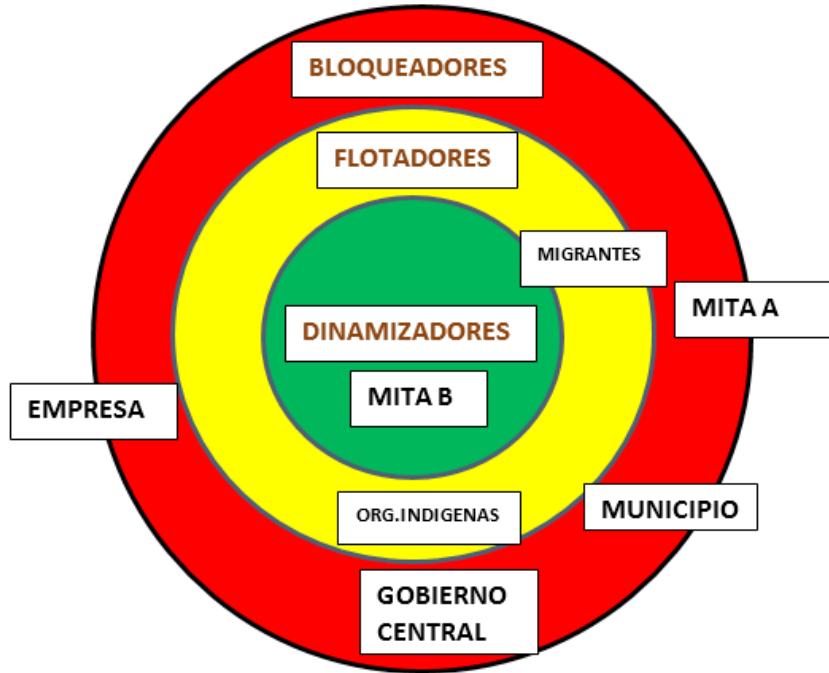 BLOQUEADORES
FLOTADORES
MIGRANTES
MITA A
DINAMIZADORES
MITA B
EMPRESA
ORG.INDIGENAS
MUNICIPIO
GOBIERNO
CENTRAL